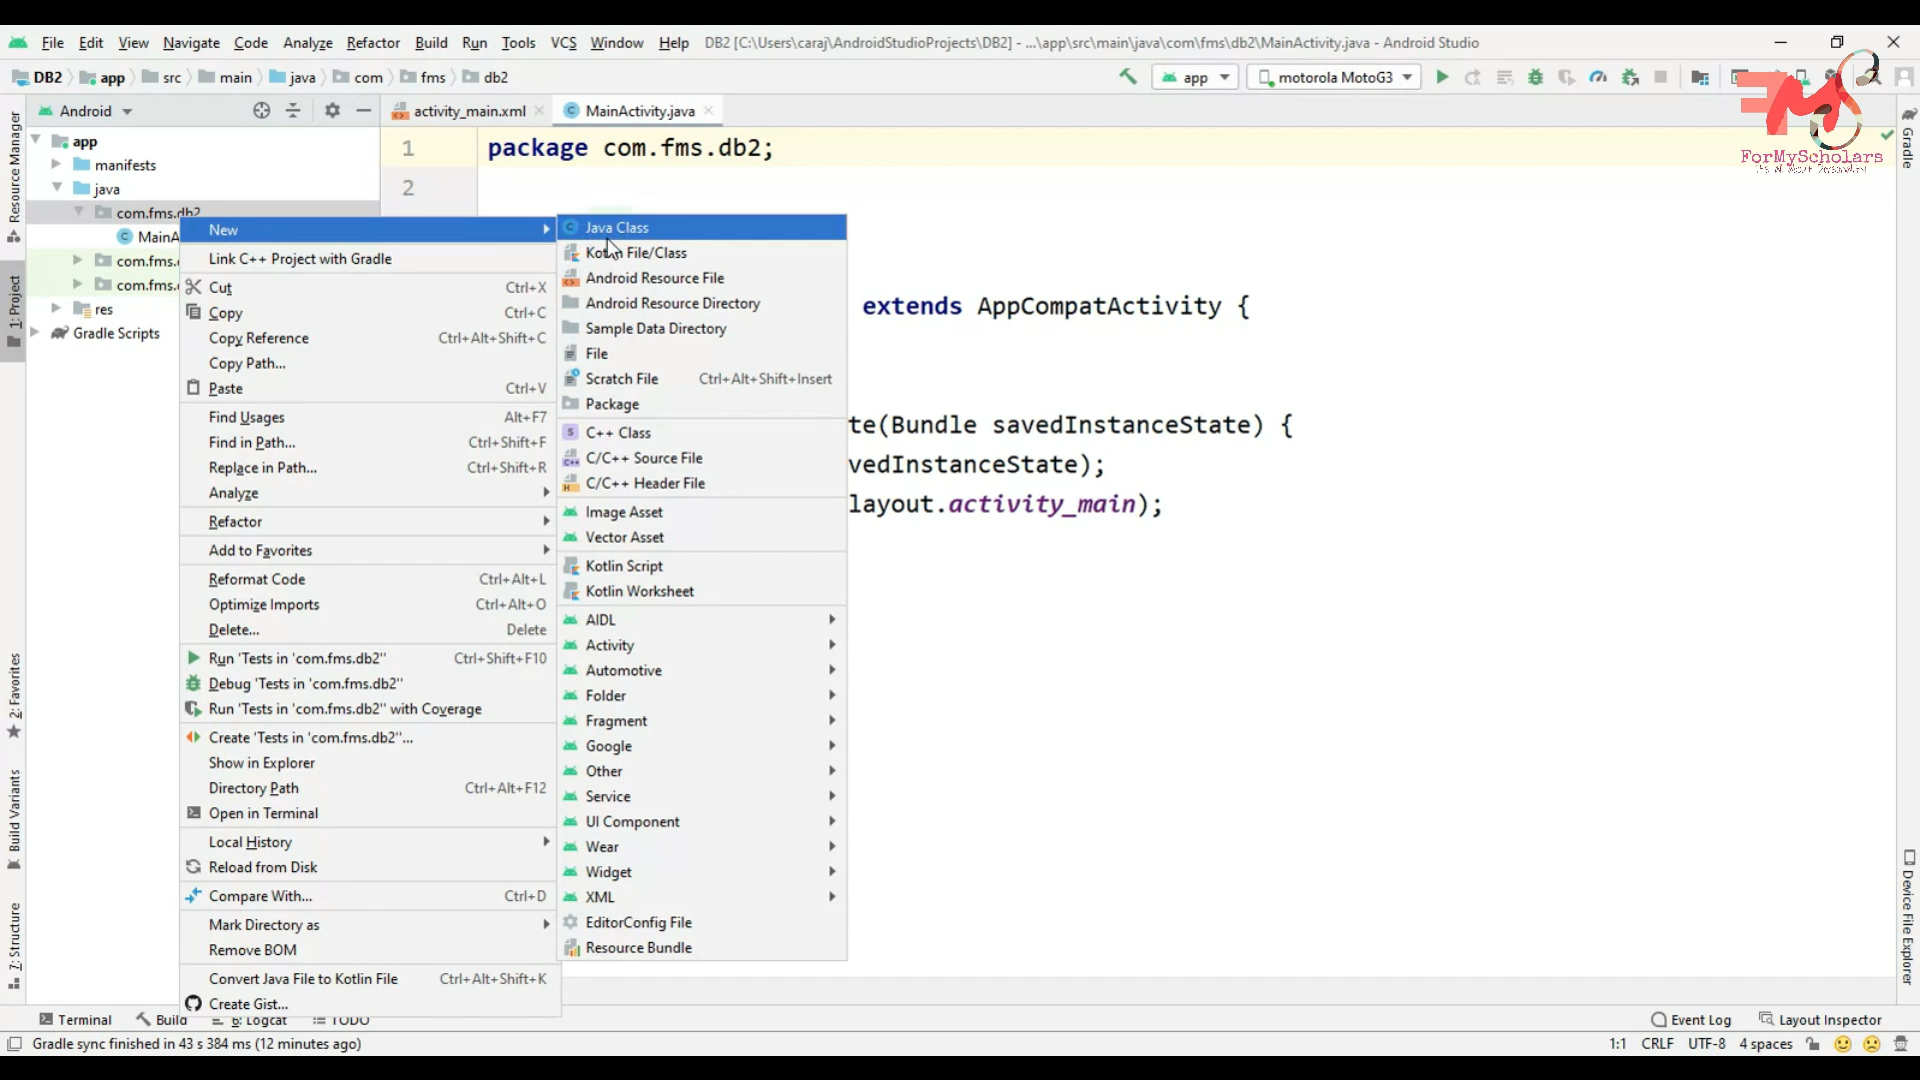 File Edit View Navigate Code Analyze Refactor Build Run Tools VCS Window Help DB2 [C:\Users\caraj\AndroidStudioProjects\DB2] - ...\app\src\main\java\com\fms\db2\MainActivity.java - Android Studio
DB2 app src main java com fms db2 app motorola MotoG3
Android activity_main.xml MainActivity.java
Resource Manager
1: Project
2: Favorites
Build Variants
7: Structure
app
manifests
java
com.fms.db2
MainA
com.fms.
com.fms.
res
Gradle Scripts
1 package com.fms.db2;
2
extends AppCompatActivity {
te(Bundle savedInstanceState) {
vedInstanceState);
layout.activity_main);
New
Link C++ Project with Gradle
Cut Ctrl+X
Copy Ctrl+C
Copy Reference Ctrl+Alt+Shift+C
Copy Path...
Paste Ctrl+V
Find Usages Alt+F7
Find in Path... Ctrl+Shift+F
Replace in Path... Ctrl+Shift+R
Analyze
Refactor
Add to Favorites
Reformat Code Ctrl+Alt+L
Optimize Imports Ctrl+Alt+O
Delete... Delete
Run 'Tests in 'com.fms.db2'' Ctrl+Shift+F10
Debug 'Tests in 'com.fms.db2''
Run 'Tests in 'com.fms.db2'' with Coverage
Create 'Tests in 'com.fms.db2''...
Show in Explorer
Directory Path Ctrl+Alt+F12
Open in Terminal
Local History
Reload from Disk
Compare With... Ctrl+D
Mark Directory as
Remove BOM
Convert Java File to Kotlin File Ctrl+Alt+Shift+K
Create Gist...
Java Class
Kotlin File/Class
Android Resource File
Android Resource Directory
Sample Data Directory
File
Scratch File Ctrl+Alt+Shift+Insert
Package
C++ Class
C/C++ Source File
C/C++ Header File
Image Asset
Vector Asset
Kotlin Script
Kotlin Worksheet
AIDL
Activity
Automotive
Folder
Fragment
Google
Other
Service
UI Component
Wear
Widget
XML
EditorConfig File
Resource Bundle
ForMyScholars
Gradle
Device File Explorer
Terminal Build 6: Logcat TODO Event Log Layout Inspector
Gradle sync finished in 43 s 384 ms (12 minutes ago) 1:1 CRLF UTF-8 4 spaces